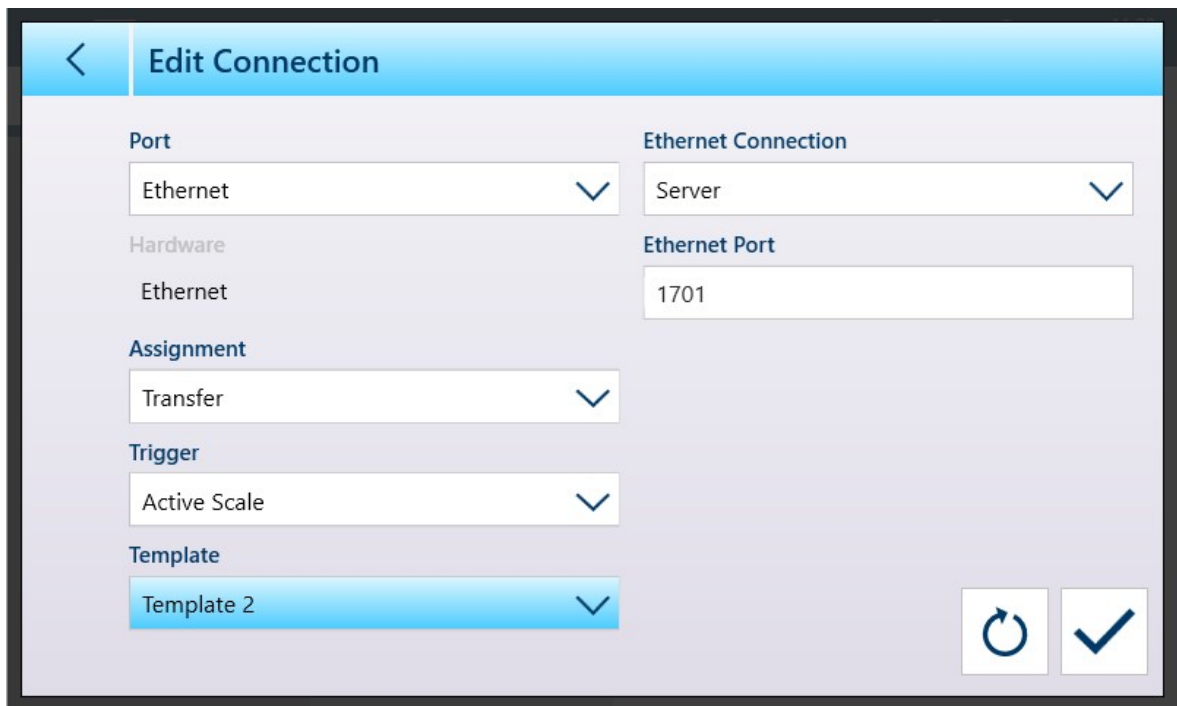 Edit Connection
Port
Ethernet
Hardware
Ethernet
Assignment
Transfer
Trigger
Active Scale
Template
Template 2
Ethernet Connection
Server
Ethernet Port
1701